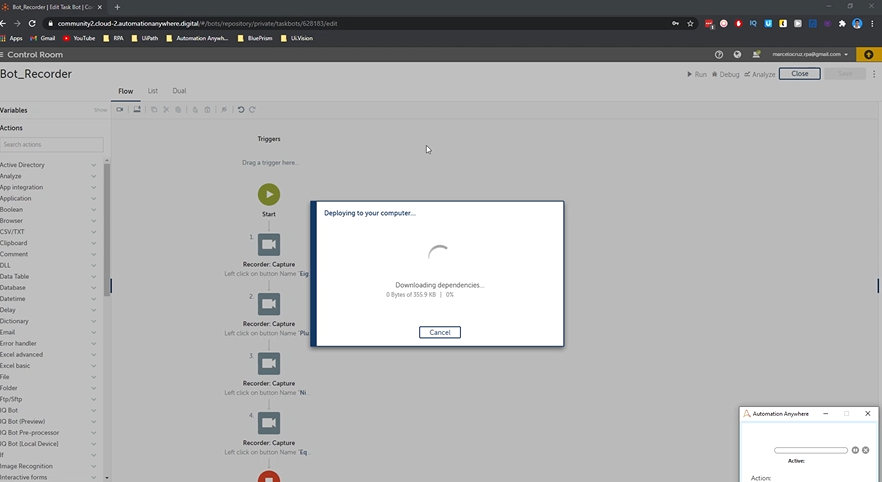 Bot_Recorder | Edit Task Bot | Co
community2.cloud-2.automationanywhere.digital/#/bots/repository/private/taskbots/628183/edit
Apps
Gmail
YouTube
RPA
UiPath
Automation Anywh...
BluePrism
Ui.Vision
Control Room
marcelocruz.rpa@gmail.com
Bot_Recorder
Run
Debug
Analyze
Close
Save
Flow
List
Dual
Variables
Show
Actions
Search actions
Active Directory
Analyze
App integration
Application
Boolean
Browser
CSV/TXT
Clipboard
Comment
DLL
Data Table
Database
Datetime
Delay
Dictionary
Email
Error handler
Excel advanced
Excel basic
File
Folder
Ftp/Sftp
IQ Bot
IQ Bot (Preview)
IQ Bot Pre-processor
IQ Bot [Local Device]
If
Image Recognition
Interactive forms
Triggers
Drag a trigger here...
Start
1.
Recorder: Capture
Left click on button Name `Eig
2.
Recorder: Capture
Left click on button Name `Plu
3.
Recorder: Capture
Left click on button Name `Ni
4.
Recorder: Capture
Left click on button Name `Eq
Deploying to your computer...
Downloading dependencies...
0 Bytes of 355.9 KB | 0%
Cancel
Automation Anywhere
Active:
Action: